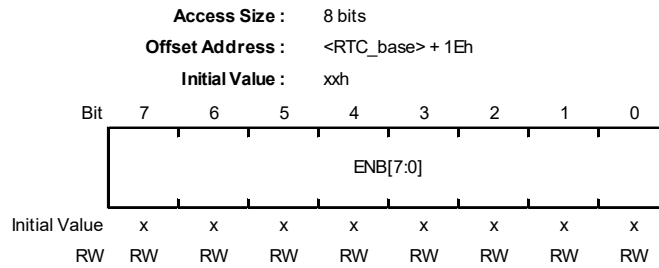 Access Size : 8 bits
Offset Address : <RTC_base> + 1Eh
Initial Value : xxh
Bit 7 6 5 4 3 2 1 0
ENB[7:0]
Initial Value x x x x x x x x
RW RW RW RW RW RW RW RW RW